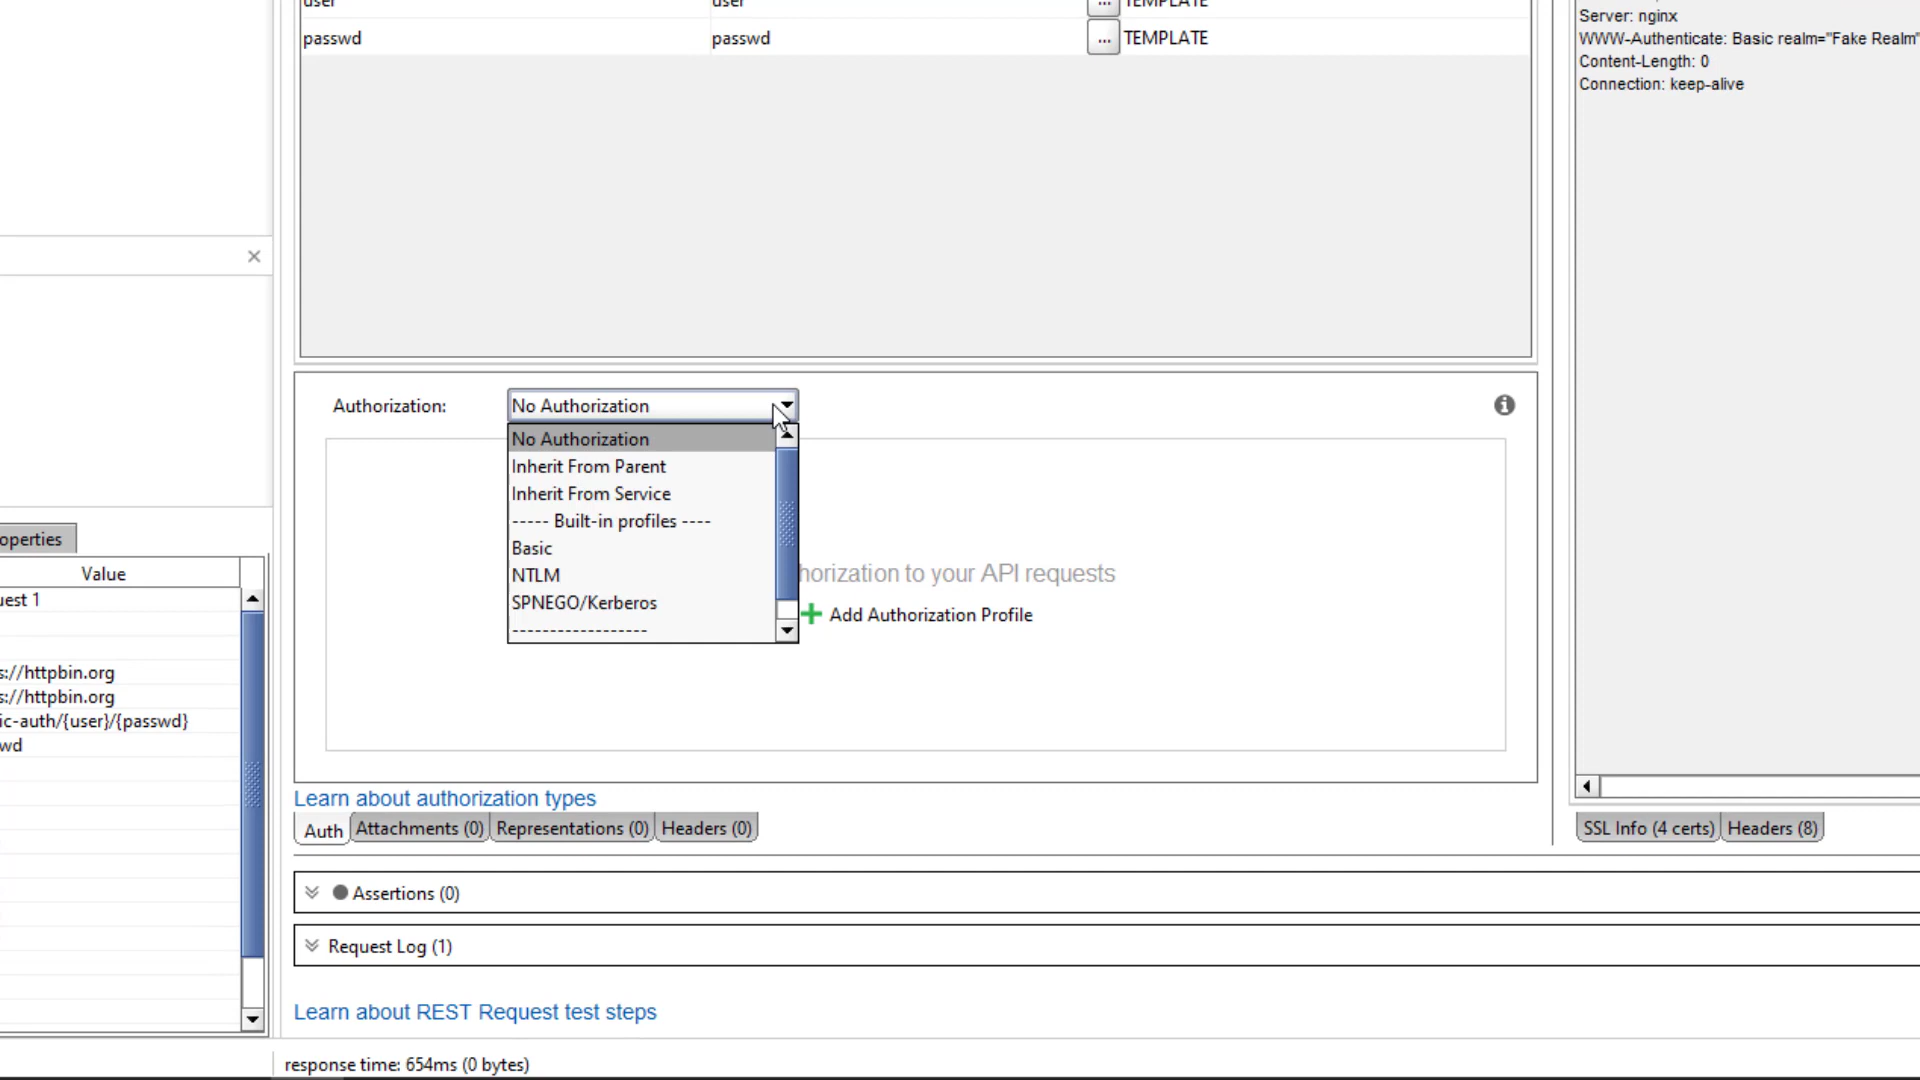 user user ... TEMPLATE
passwd passwd ... TEMPLATE
Server: nginx
WWW-Authenticate: Basic realm="Fake Realm"
Content-Length: 0
Connection: keep-alive
Authorization: No Authorization
No Authorization
Inherit From Parent
Inherit From Service
----- Built-in profiles ----
Basic
NTLM
SPNEGO/Kerberos
------------------
horization to your API requests
Add Authorization Profile
operties
Value
uest 1
s://httpbin.org
s://httpbin.org
ic-auth/{user}/{passwd}
wd
Learn about authorization types
Auth Attachments (0) Representations (0) Headers (0)
SSL Info (4 certs) Headers (8)
Assertions (0)
Request Log (1)
Learn about REST Request test steps
response time: 654ms (0 bytes)